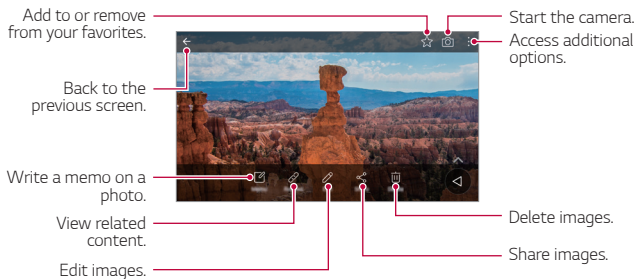 Add to or remove
from your favorites.
Start the camera.
Access additional
options.
Back to the
previous screen.
Write a memo on a
photo.
View related
content.
Edit images.
Delete images.
Share images.